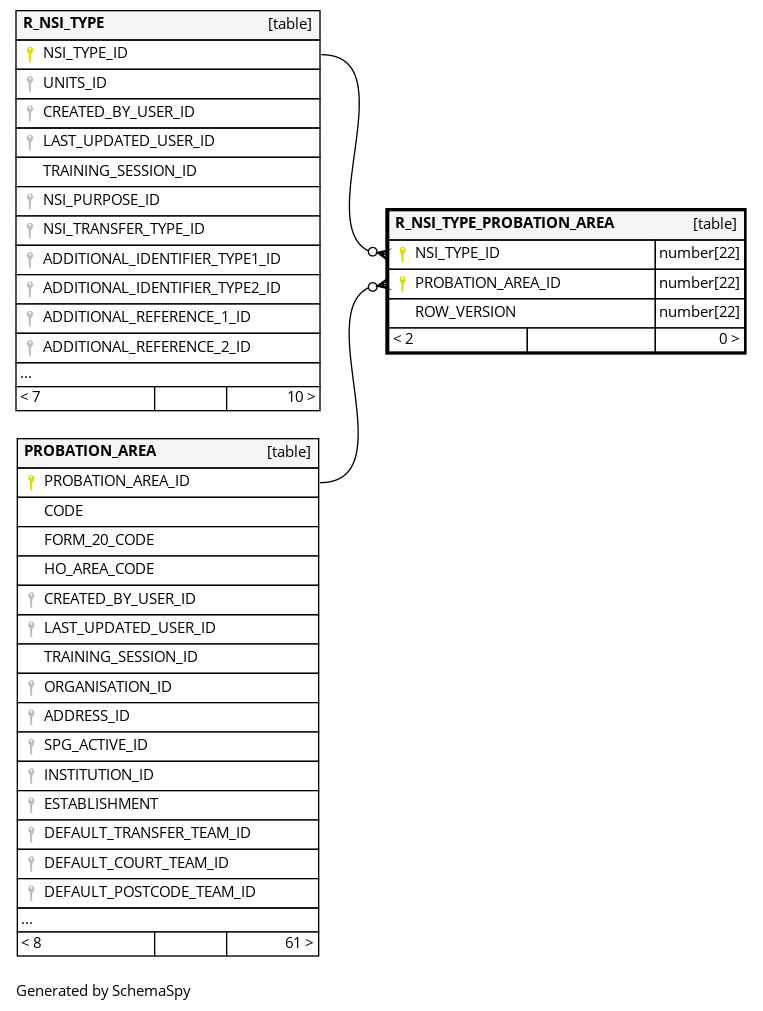 R_NSI_TYPE [table]
NSI_TYPE_ID
UNITS_ID
CREATED_BY_USER_ID
LAST_UPDATED_USER_ID
TRAINING_SESSION_ID
NSI_PURPOSE_ID
NSI_TRANSFER_TYPE_ID
ADDITIONAL_IDENTIFIER_TYPE1_ID
ADDITIONAL_IDENTIFIER_TYPE2_ID
ADDITIONAL_REFERENCE_1_ID
ADDITIONAL_REFERENCE_2_ID
...
< 7 10 >
R_NSI_TYPE_PROBATION_AREA [table]
NSI_TYPE_ID number[22]
PROBATION_AREA_ID number[22]
ROW_VERSION number[22]
< 2 0 >
PROBATION_AREA [table]
PROBATION_AREA_ID
CODE
FORM_20_CODE
HO_AREA_CODE
CREATED_BY_USER_ID
LAST_UPDATED_USER_ID
TRAINING_SESSION_ID
ORGANISATION_ID
ADDRESS_ID
SPG_ACTIVE_ID
INSTITUTION_ID
ESTABLISHMENT
DEFAULT_TRANSFER_TEAM_ID
DEFAULT_COURT_TEAM_ID
DEFAULT_POSTCODE_TEAM_ID
...
< 8 61 >
Generated by SchemaSpy